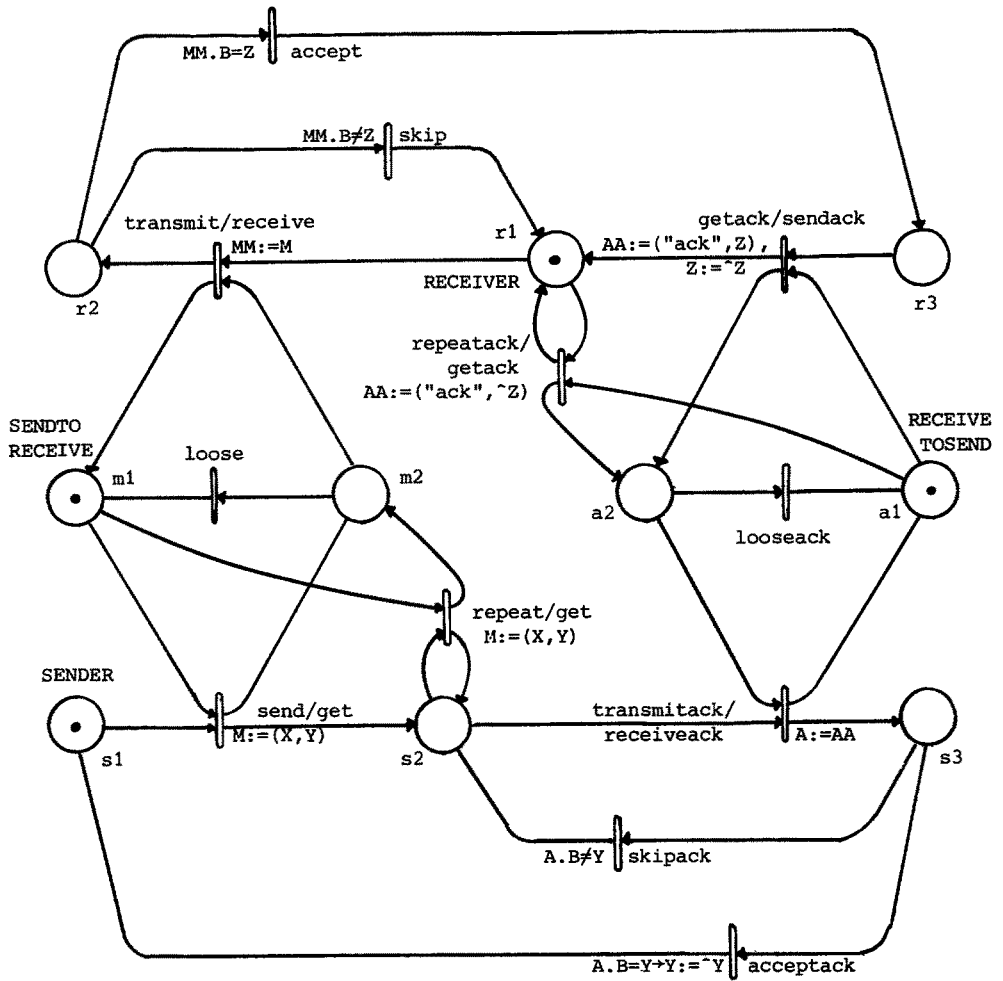 MM.B=Z accept
MM.B≠Z skip
transmit/receive
MM:=M
r1
getack/sendack
AA:=("ack",Z),
Z:=^Z
RECEIVER
r2
r3
repeatack/
getack
AA:=("ack",^Z)
SENDTO
RECEIVE
RECEIVE
TOSEND
loose
m1
m2
a2
a1
looseack
repeat/get
M:=(X,Y)
SENDER
send/get
M:=(X,Y)
transmitack/
receiveack
A:=AA
s1
s2
s3
A.B≠Y skipack
A.B=Y→Y:=^Y acceptack